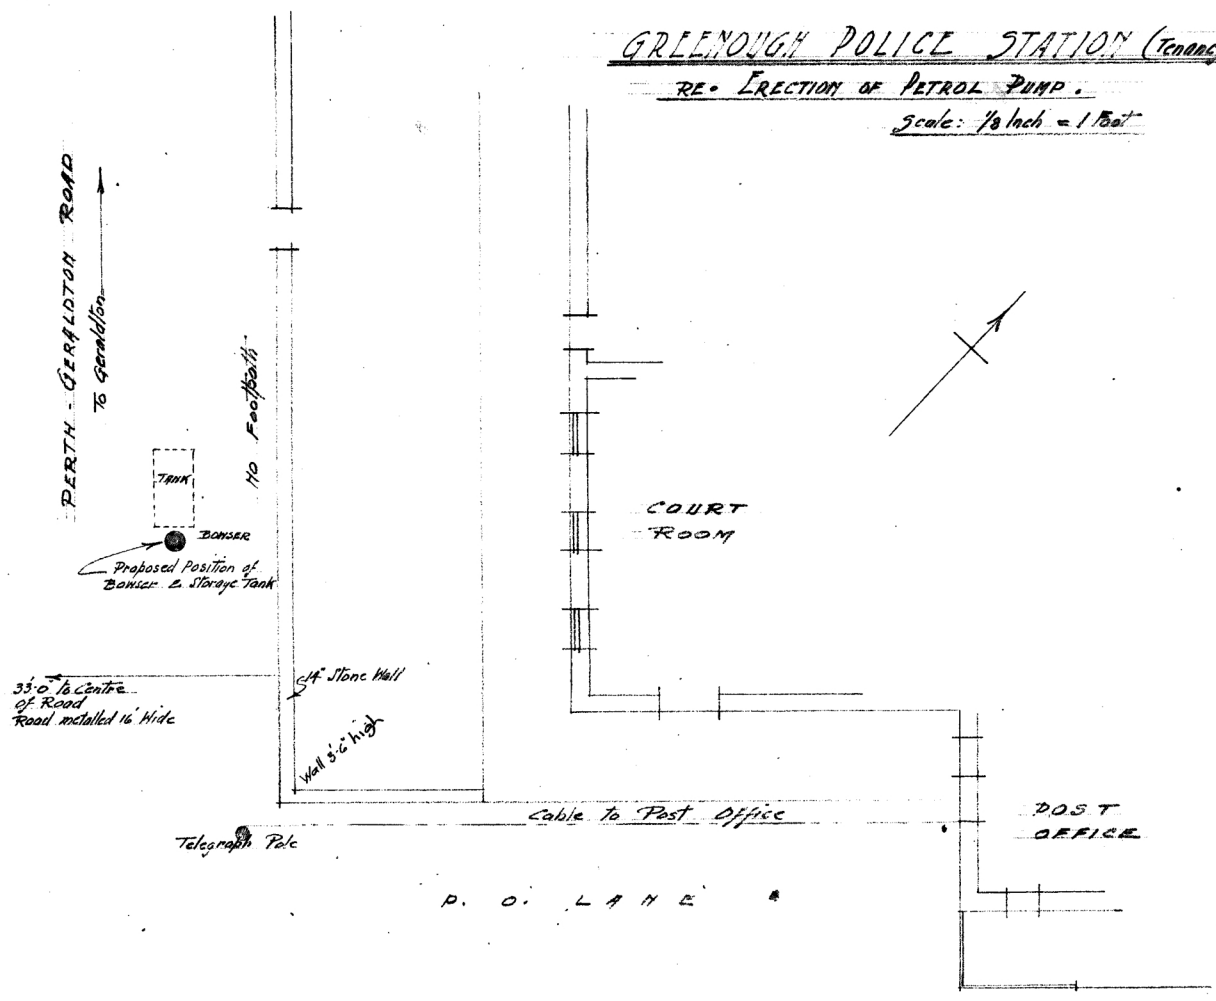 GREENOUGH POLICE STATION (Tenancy
RE- ERECTION OF PETROL PUMP.
Scale: 1/8 Inch = 1 Foot
PERTH - GERALDTON ROAD
To Geraldton
NO Footpath
TANK
BOWSER
Proposed Position of
Bowser & Storage Tank
COURT
ROOM
14" Stone Wall
33'-0" to Centre
of Road
Road metalled 16' Wide
Wall 3'-6" high
Cable to Post Office
Telegraph Pole
POST
OFFICE
P. O. LANE